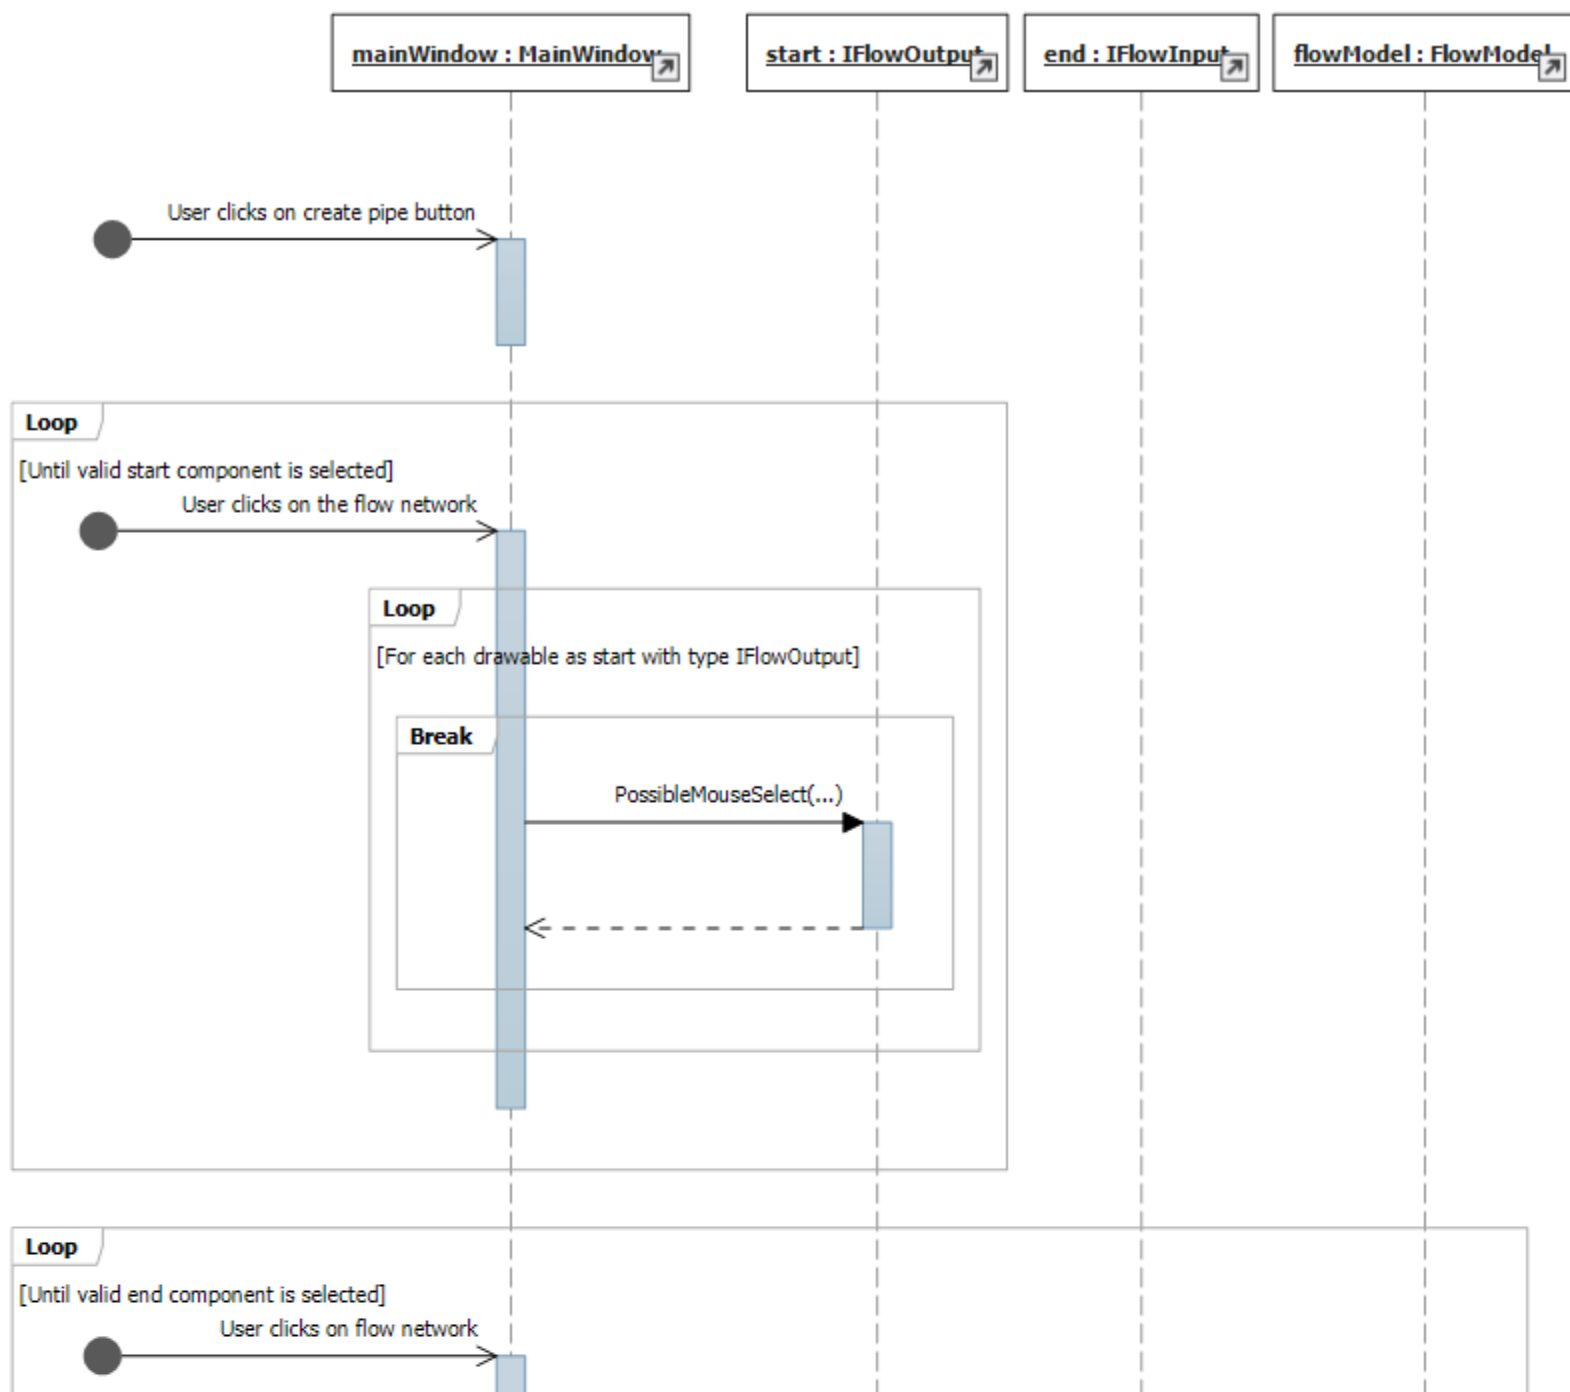 mainWindow : MainWindow
start : IFlowOutput
end : IFlowInput
flowModel : FlowModel
User clicks on create pipe button
Loop
[Until valid start component is selected]
User clicks on the flow network
Loop
[For each drawable as start with type IFlowOutput]
Break
PossibleMouseSelect(...)
Loop
[Until valid end component is selected]
User clicks on flow network